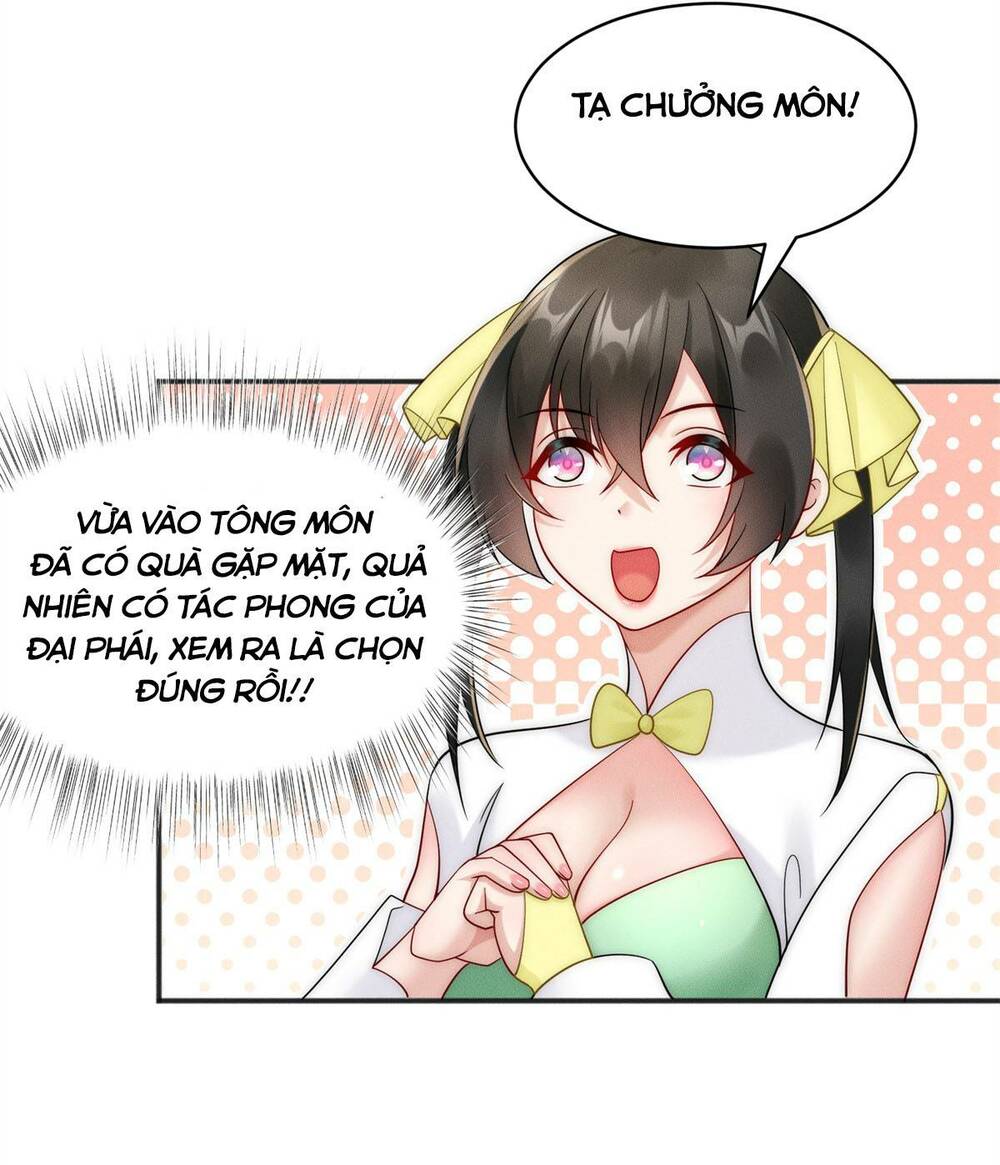 TẠ CHƯỞNG MÔN!
VỪA VÀO TÔNG MÔN
ĐÃ CÓ QUÀ GẶP MẶT, QUẢ
NHIÊN CÓ TÁC PHONG CỦA
ĐẠI PHÁI, XEM RA LÀ CHỌN
ĐÚNG RỒI!!